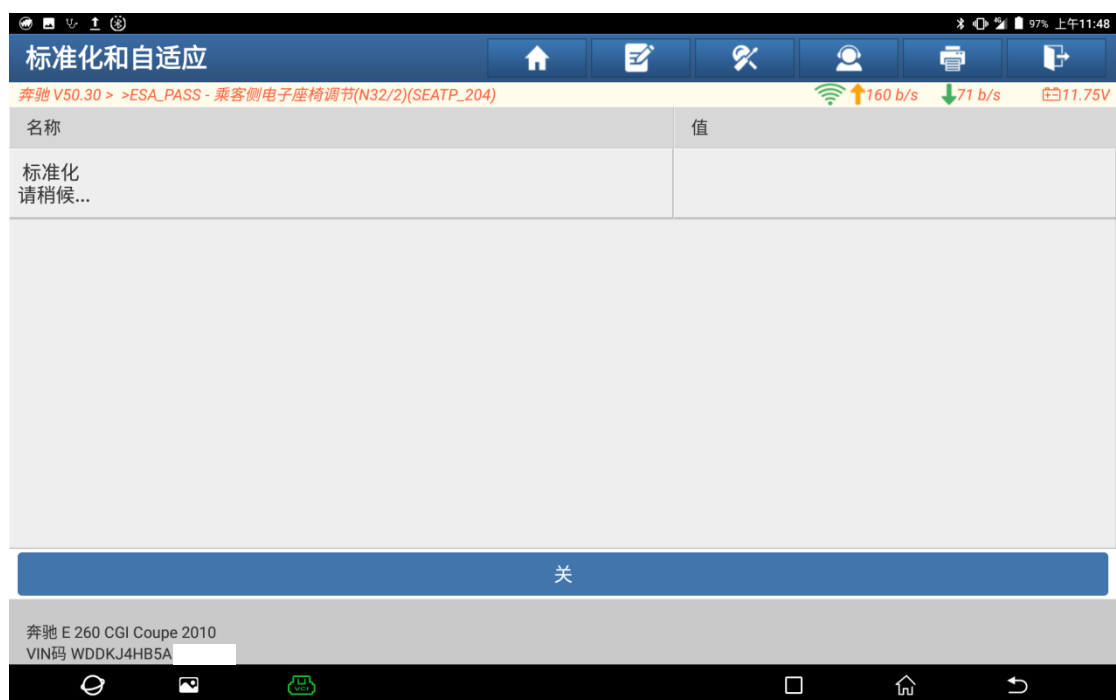 97% 上午11:48
标准化和自适应
奔驰 V50.30 > >ESA_PASS - 乘客侧电子座椅调节(N32/2)(SEATP_204) 160 b/s 71 b/s 11.75V
名称 值
标准化
请稍候...
关
奔驰 E 260 CGI Coupe 2010
VIN码 WDDKJ4HB5A
VCI